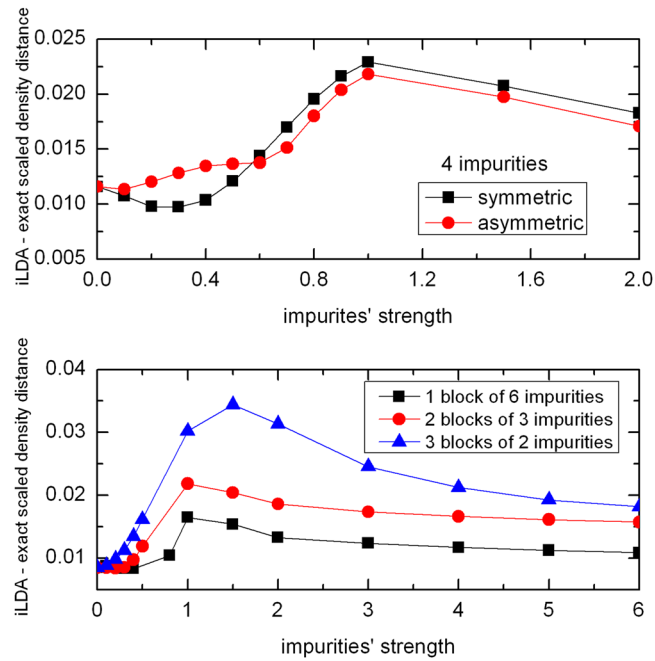 iLDA - exact scaled density distance
0.025
0.020
0.015
0.010
0.005
4 impurities
symmetric
asymmetric
0.0 0.4 0.8 1.2 1.6 2.0
impurites' strength
iLDA - exact scaled density distance
0.04
0.03
0.02
0.01
1 block of 6 impurities
2 blocks of 3 impurities
3 blocks of 2 impurities
0 1 2 3 4 5 6
impurities' strength